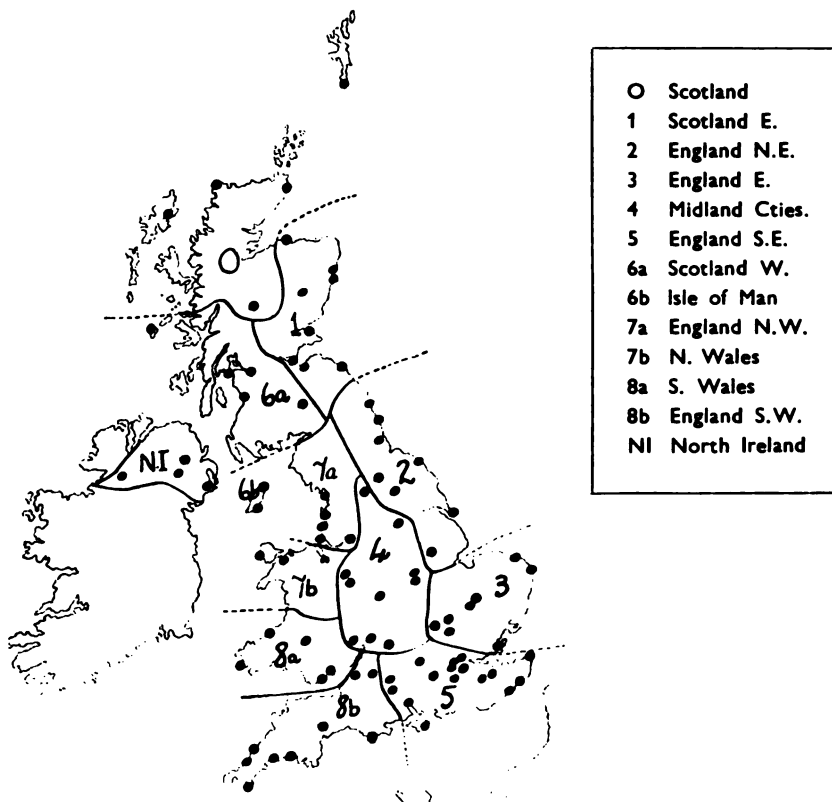 O Scotland
1 Scotland E.
2 England N.E.
3 England E.
4 Midland Cties.
5 England S.E.
6a Scotland W.
6b Isle of Man
7a England N.W.
7b N. Wales
8a S. Wales
8b England S.W.
NI North Ireland
O
1
6a
N.I
7a
2
6b
4
7b
3
8a
8b
5